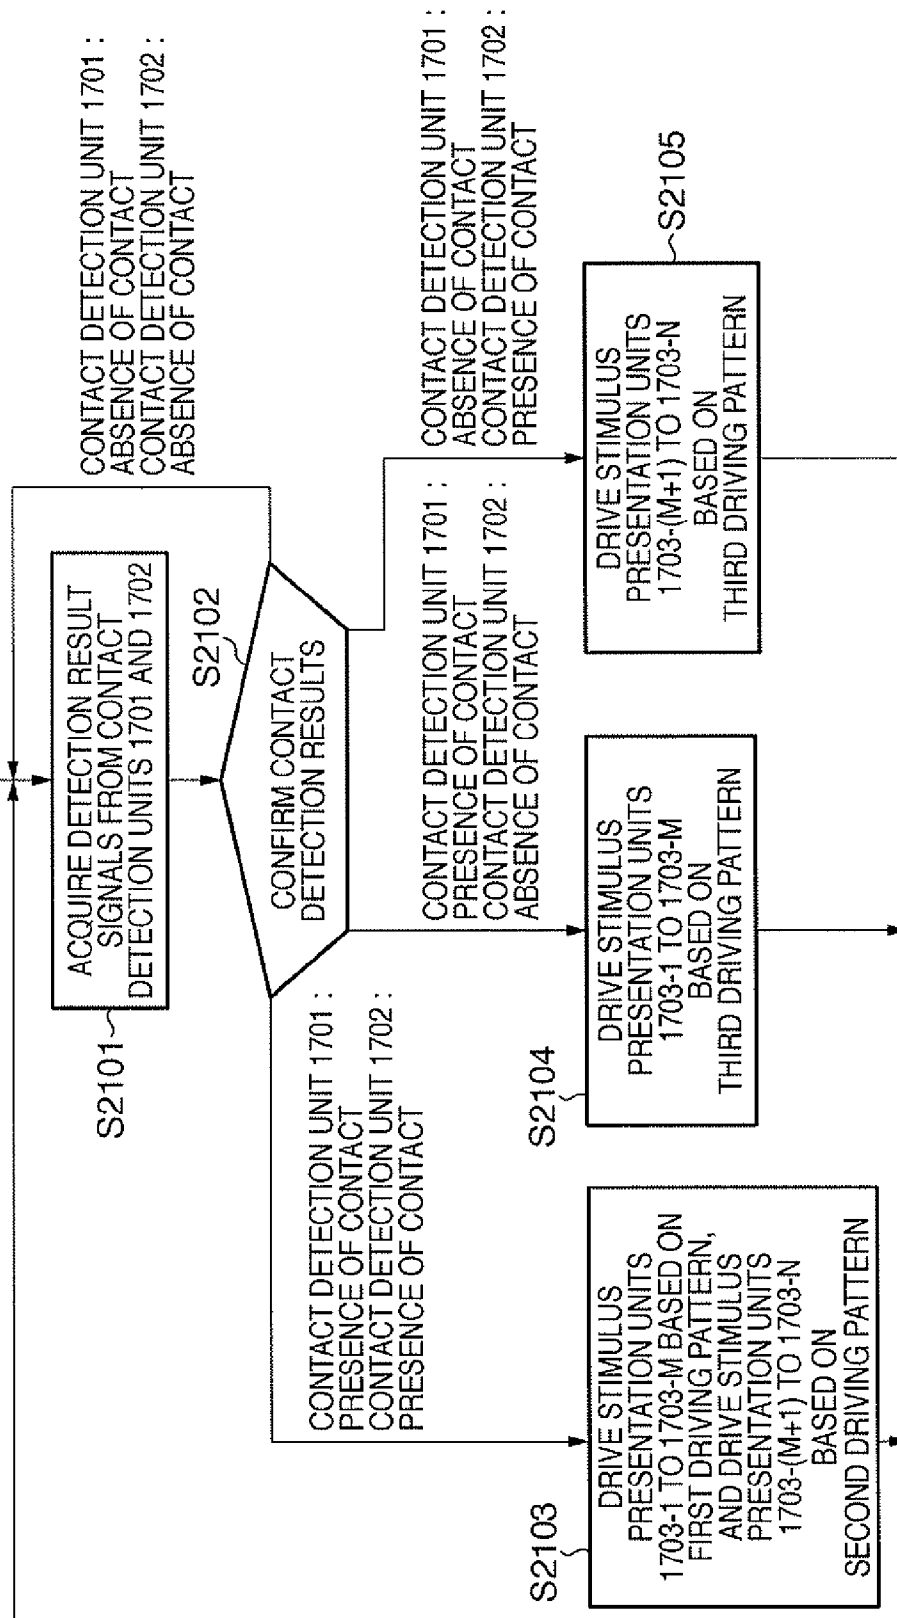 S2101
ACQUIRE DETECTION RESULT
SIGNALS FROM CONTACT
DETECTION UNITS 1701 AND 1702
S2102
CONFIRM CONTACT
DETECTION RESULTS
CONTACT DETECTION UNIT 1701 :
ABSENCE OF CONTACT
CONTACT DETECTION UNIT 1702 :
ABSENCE OF CONTACT
CONTACT DETECTION UNIT 1701 :
PRESENCE OF CONTACT
CONTACT DETECTION UNIT 1702 :
PRESENCE OF CONTACT
CONTACT DETECTION UNIT 1701 :
PRESENCE OF CONTACT
CONTACT DETECTION UNIT 1702 :
ABSENCE OF CONTACT
CONTACT DETECTION UNIT 1701 :
ABSENCE OF CONTACT
CONTACT DETECTION UNIT 1702 :
PRESENCE OF CONTACT
S2103
DRIVE STIMULUS
PRESENTATION UNITS
1703-1 TO 1703-M BASED ON
FIRST DRIVING PATTERN,
AND DRIVE STIMULUS
PRESENTATION UNITS
1703-(M+1) TO 1703-N
BASED ON
SECOND DRIVING PATTERN
S2104
DRIVE STIMULUS
PRESENTATION UNITS
1703-1 TO 1703-M
BASED ON
THIRD DRIVING PATTERN
S2105
DRIVE STIMULUS
PRESENTATION UNITS
1703-(M+1) TO 1703-N
BASED ON
THIRD DRIVING PATTERN